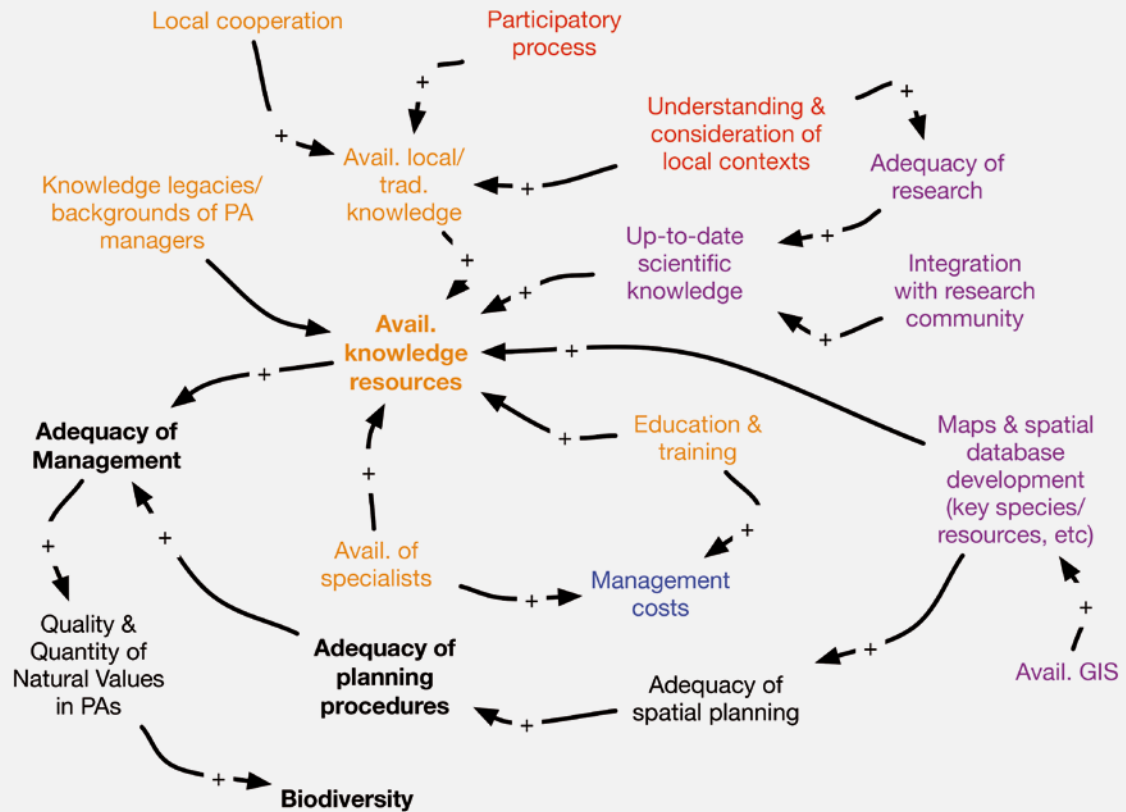 Local cooperation
Participatory
process
+
+
Understanding &
consideration of
local contexts
+
Avail. local/
trad.
knowledge
+
Adequacy of
research
Knowledge legacies/
backgrounds of PA
managers
+
Up-to-date
scientific
knowledge
+
Integration
with research
community
+
+
+
Avail.
knowledge
resources
+
+
Adequacy of
Management
Education &
training
+
Maps & spatial
database
development
(key species/
resources, etc)
+
+
+
+
Avail. of
specialists
+
Management
costs
+
Quality &
Quantity of
Natural Values
in PAs
Adequacy of
planning
procedures
+
Adequacy of
spatial planning
+
Avail. GIS
+
Biodiversity